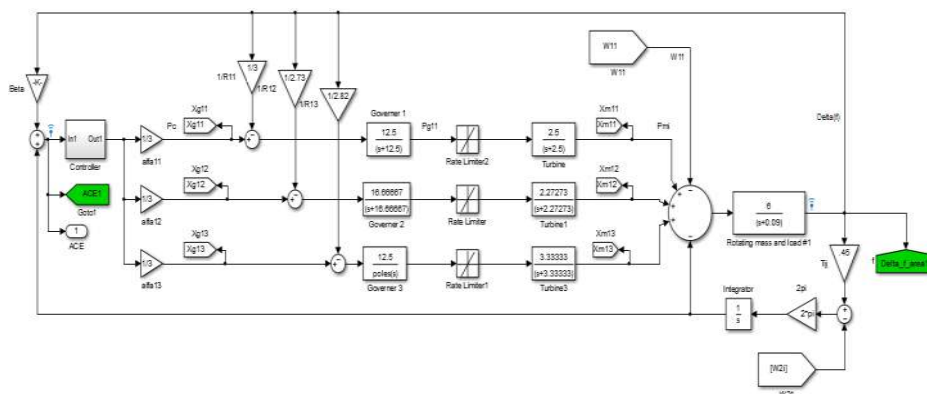 Beta
-K-
In1 Out1
Controller
ACE1
Goto1
1
ACE
1/3
alfa11
1/3
alfa12
1/3
alfa13
Pc
Xg11
Xg11
Xg12
Xg12
Xg13
Xg13
1/R11
1/3
1/R12
1/2.73
1/R13
1/2.82
Governer 1
12.5
(s+12.5)
Pg11
Rate Limiter2
2.5
(s+2.5)
Turbine
Xm11
Xm11
Pmi
16.66667
(s+16.66667)
Governer 2
Rate Limiter
2.27273
(s+2.27273)
Turbine1
Xm12
Xm12
12.5
poles(s)
Governer 3
Rate Limiter1
3.33333
(s+3.33333)
Turbine3
Xm13
Xm13
W11
W11
W11
6
(s+0.09)
Rotating mass and load #1
Delta(f)
f
Delta_f_area1
Tij
.45
2pi
2*pi
Integrator
1
s
[W2i]